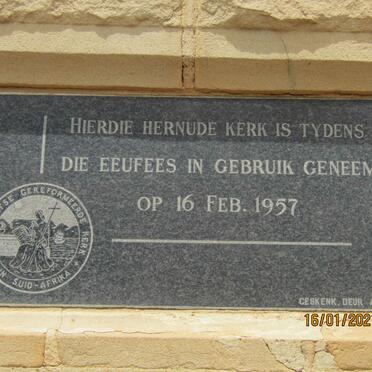 HIERDIE HERNUDE KERK IS TYDENS
DIE EEUFEES IN GEBRUIK GENEEM
OP 16 FEB. 1957
GEREFORMEERDE KERK
SUID-AFRIKA
GESKENK DEUR
16/01/202